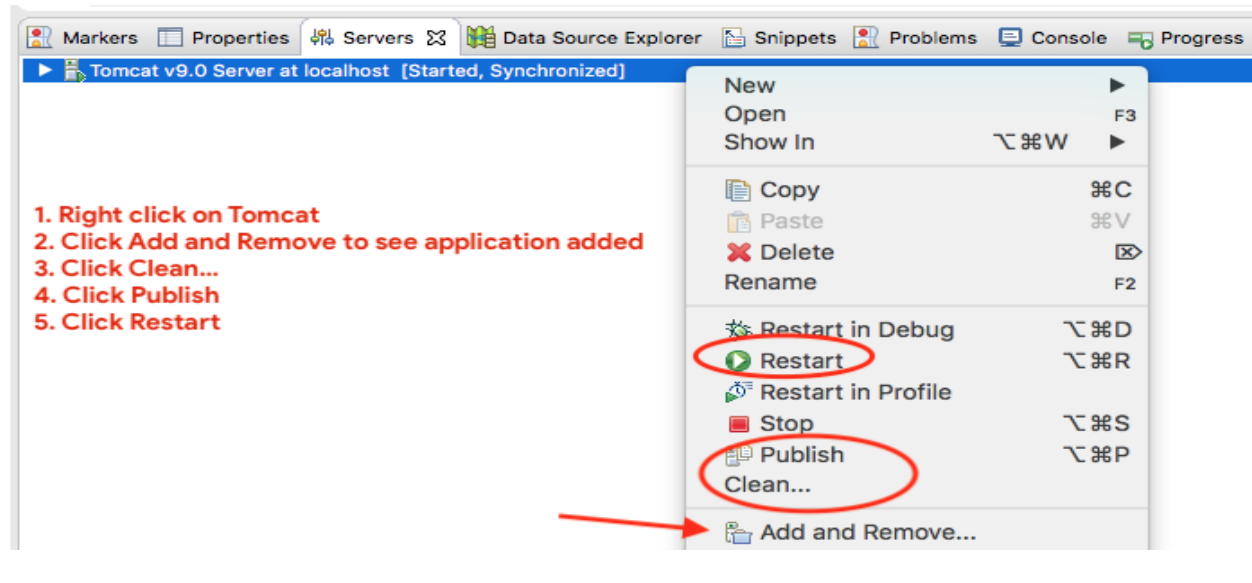 Markers Properties Servers Data Source Explorer Snippets Problems Console Progress
Tomcat v9.0 Server at localhost [Started, Synchronized]
New
Open F3
Show In ⌥⌘W
Copy ⌘C
Paste ⌘V
Delete ⌦
Rename F2
Restart in Debug ⌥⌘D
Restart ⌥⌘R
Restart in Profile
Stop ⌥⌘S
Publish ⌥⌘P
Clean...
Add and Remove...
1. Right click on Tomcat
2. Click Add and Remove to see application added
3. Click Clean...
4. Click Publish
5. Click Restart